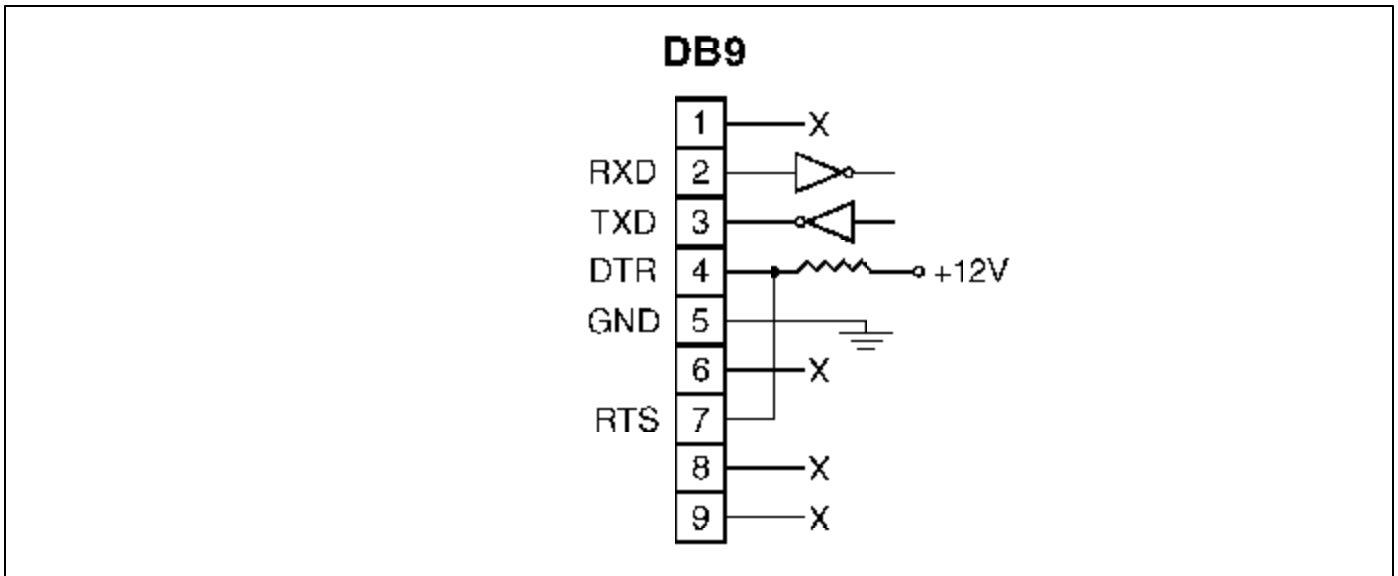 DB9
1 X
RXD 2
TXD 3
DTR 4 +12V
GND 5
6 X
RTS 7
8 X
9 X